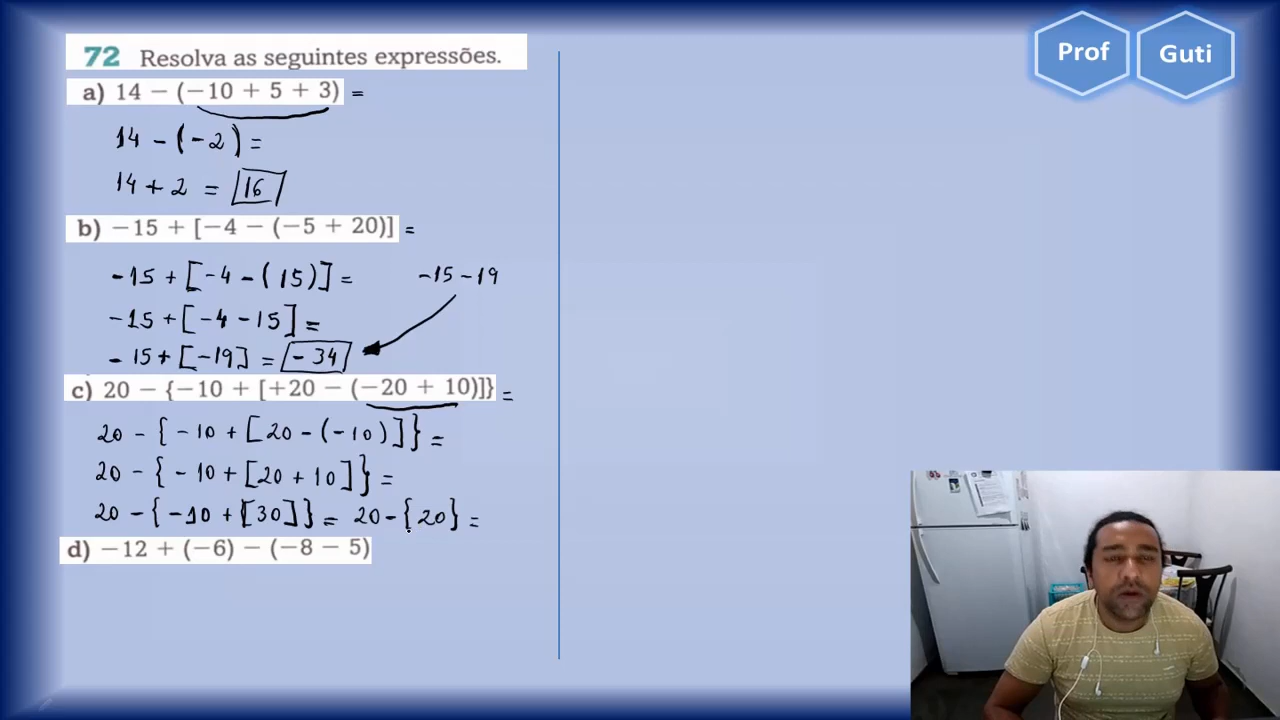 Prof Guti
72 Resolva as seguintes expressões.
a) 14 − (−10 + 5 + 3) =
14 - (-2) =
14 + 2 = 16
b) −15 + [−4 − (−5 + 20)] =
-15 + [-4 - (15)] = -15 - 19
-15 + [-4 - 15] =
-15 + [-19] = -34
c) 20 − {−10 + [+20 − (−20 + 10)]} =
20 - {-10 + [20 - (-10)]} =
20 - {-10 + [20 + 10]} =
20 - {-10 + [30]} = 20 - {20} =
d) −12 + (−6) − (−8 − 5)